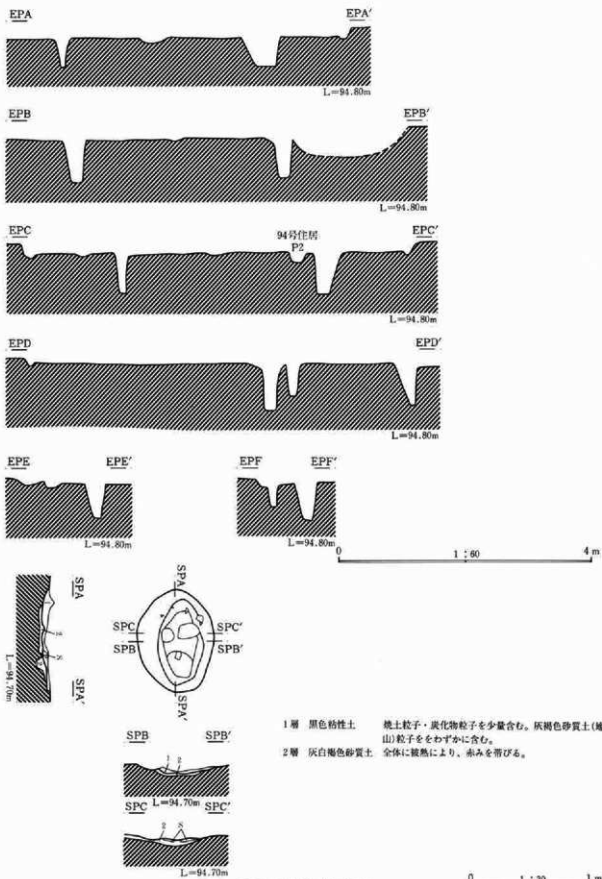 EPA EPA′
L=94.80m
EPB EPB′
L=94.80m
EPC 94号住居 EPC′
P2
L=94.80m
EPD EPD′
L=94.80m
EPE EPE′ EPF EPF′
L=94.80m L=94.80m
0 1:60 4m
SPA SPA′
L=94.70m
SPA
SPC SPC′
SPB SPB′
SPA′
1層 黒色粘性土 焼土粒子・炭化物粒子を少量含む。灰褐色砂質土(地
山)粒子ををわずかに含む。
2層 灰白褐色砂質土 全体に被熱により、赤みを帯びる。
SPB SPB′
1 2
L=94.70m
SPC SPC′
2 S
L=94.70m
0 1:30 1m